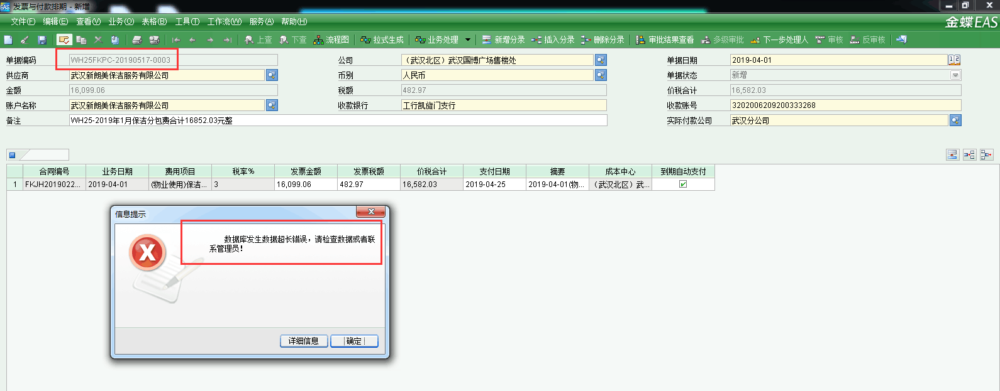 EAS 发票与付款排期 - 新增
文件(F) 编辑(E) 查看(V) 业务(O) 表格(B) 工具(T) 工作流(W) 服务(A) 帮助(H)
金蝶EAS
上查 下查 流程图 拉式生成 业务处理 新增分录 插入分录 删除分录 审批结果查看 多级审批 下一步处理人 审核 反审核
单据编码 WH25FKPC-20190517-0003 公司 （武汉北区）武汉国博广场售楼处 单据日期 2019-04-01
供应商 武汉新朗美保洁服务有限公司 币别 人民币 单据状态 新增
金额 16,099.06 税额 482.97 价税合计 16,582.03
账户名称 武汉新朗美保洁服务有限公司 收款银行 工行凯旋门支行 收款账号 3202006209200333268
备注 WH25-2019年1月保洁分包费合计16852.03元整 实际付款公司 武汉分公司
合同编号 业务日期 费用项目 税率% 发票金额 发票税额 价税合计 支付日期 摘要 成本中心 到期自动支付
1 FKJH2019022... 2019-04-01 (物业使用)保洁... 3 16,099.06 482.97 16,582.03 2019-04-25 2019-04-01(物... （武汉北区）武...
信息提示
数据库发生数据超长错误，请检查数据或者联
系管理员！
详细信息 确定